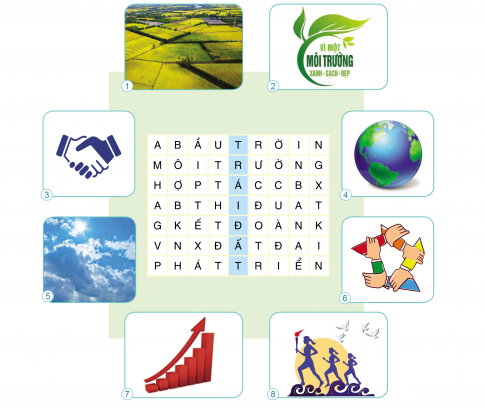 1
2
VÌ MỘT
MÔI TRƯỜNG
XANH - SẠCH - ĐẸP
3
A B Ầ U T R Ờ I N
M Ô I T R Ư Ờ N G
H Ợ P T Á C C B X
A B T H I Đ U A T
G K Ế T Đ O À N K
V N X Đ Ấ T Đ A I
P H Á T T R I Ể N
4
5
6
7
8